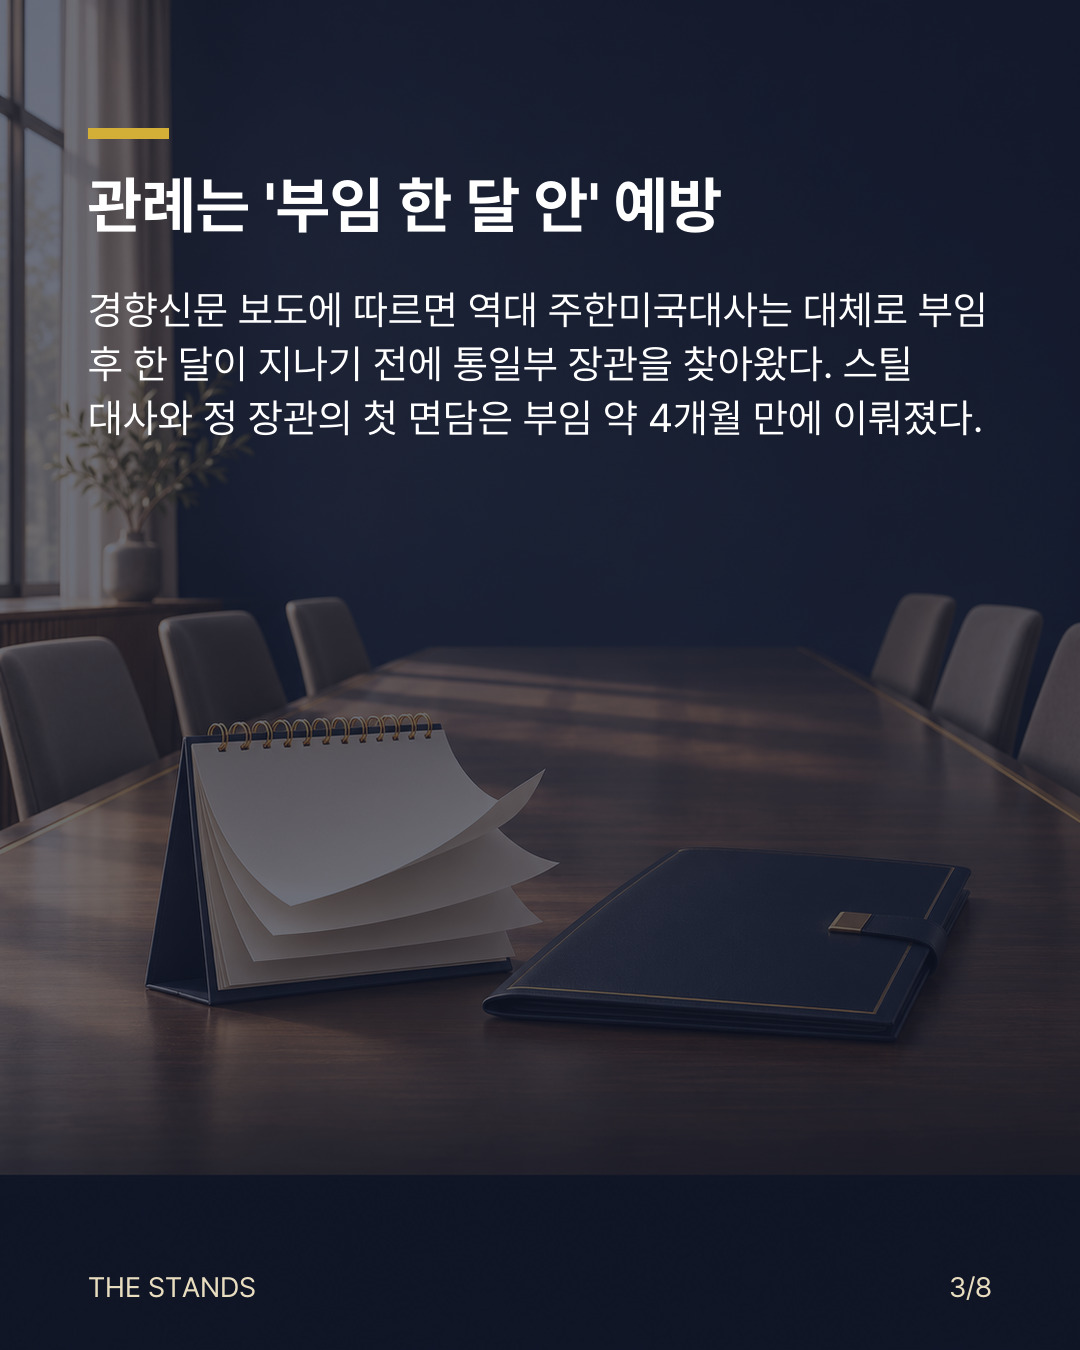 관례는 '부임 한 달 안' 예방
경향신문 보도에 따르면 역대 주한미국대사는 대체로 부임
후 한 달이 지나기 전에 통일부 장관을 찾아왔다. 스틸
대사와 정 장관의 첫 면담은 부임 약 4개월 만에 이뤄졌다.
THE STANDS
3/8